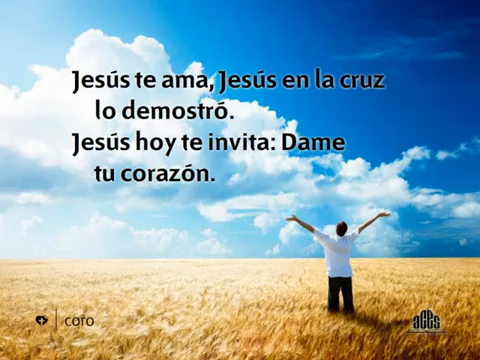 Jesús te ama, Jesús en la cruz
lo demostró.
Jesús hoy te invita: Dame
tu corazón.
coro
aces